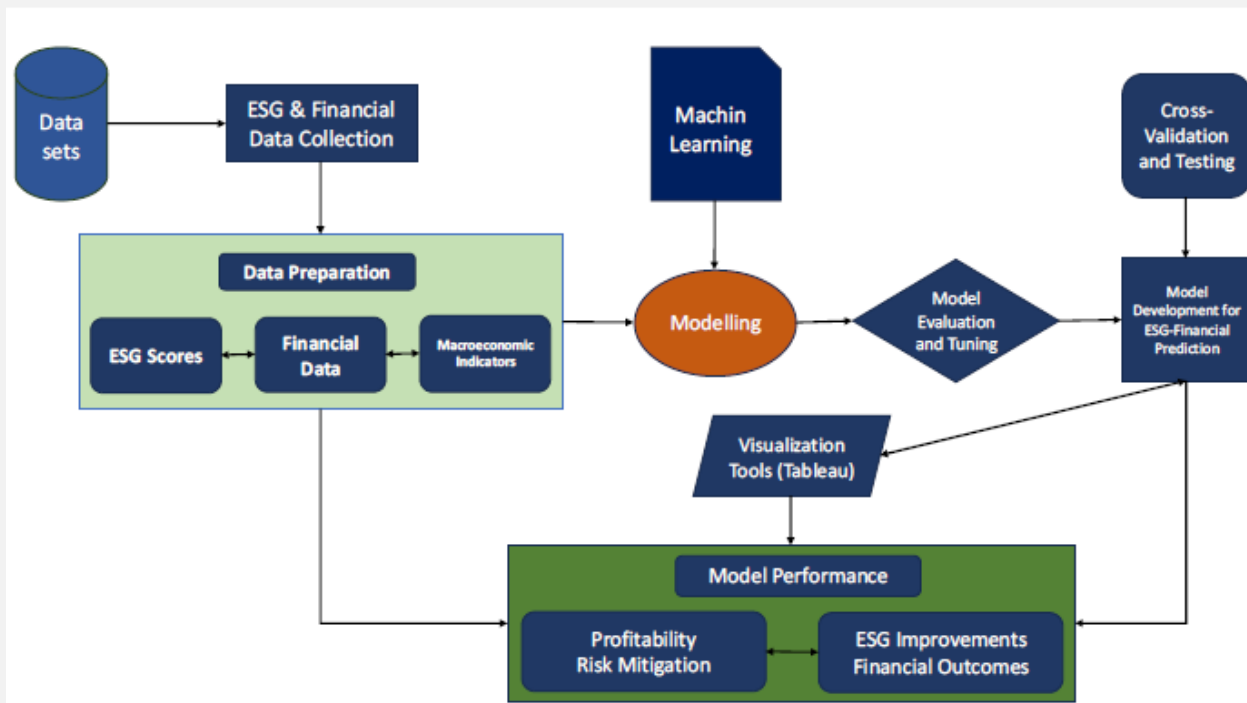 Data
sets
ESG & Financial
Data Collection
Machin
Learning
Cross-
Validation
and Testing
Data Preparation
ESG Scores
Financial
Data
Macroeconomic
Indicators
Modelling
Model
Evaluation
and Tuning
Model
Development for
ESG-Financial
Prediction
Visualization
Tools (Tableau)
Model Performance
Profitability
Risk Mitigation
ESG Improvements
Financial Outcomes